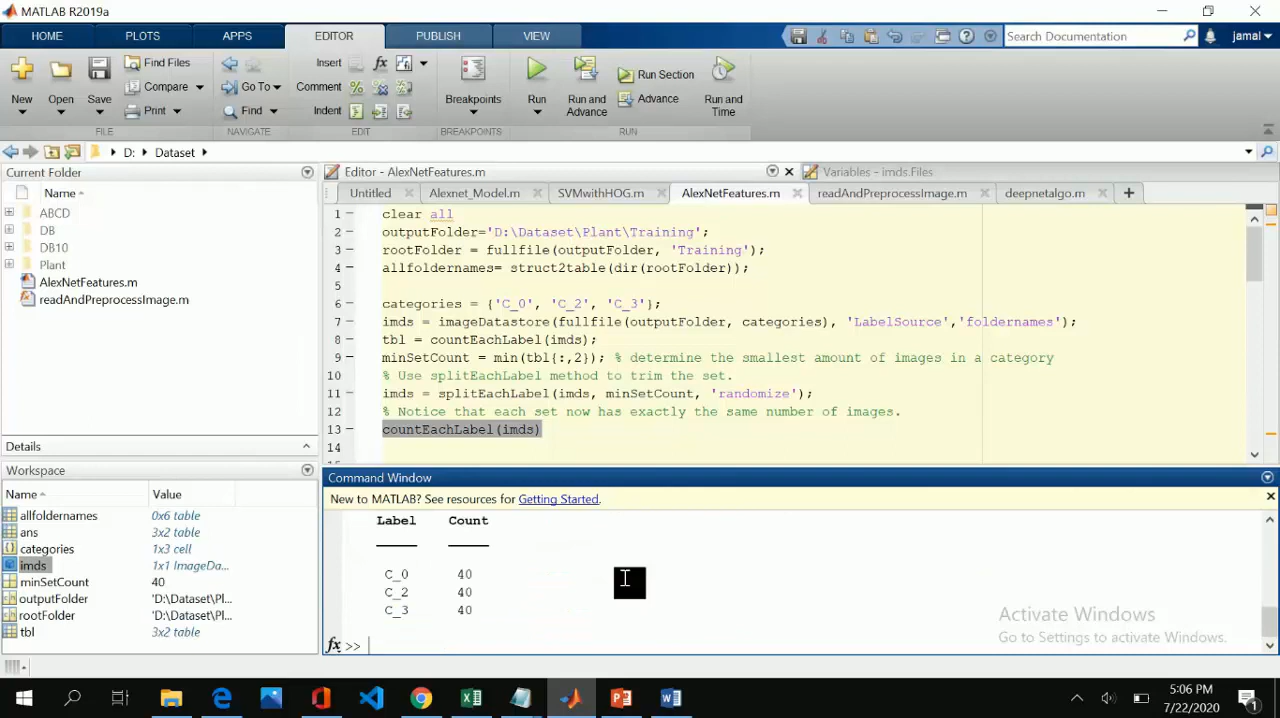 MATLAB R2019a
HOME PLOTS APPS EDITOR PUBLISH VIEW Search Documentation jamal
New Open Save Find Files Compare Print Go To Find Insert fx Comment Indent Breakpoints Run Run and Advance Run Section Advance Run and Time
FILE NAVIGATE EDIT BREAKPOINTS RUN
D: Dataset
Current Folder
Name
ABCD
DB
DB10
Plant
AlexNetFeatures.m
readAndPreprocessImage.m
Details
Workspace
Name Value
allfoldernames 0x6 table
ans 3x2 table
categories 1x3 cell
imds 1x1 ImageDa...
minSetCount 40
outputFolder 'D:\Dataset\Pl...
rootFolder 'D:\Dataset\Pl...
tbl 3x2 table
Editor - AlexNetFeatures.m Variables - imds.Files
Untitled Alexnet_Model.m SVMwithHOG.m AlexNetFeatures.m readAndPreprocessImage.m deepnetalgo.m
1 clear all
2 outputFolder='D:\Dataset\Plant\Training';
3 rootFolder = fullfile(outputFolder, 'Training');
4 allfoldernames= struct2table(dir(rootFolder));
5
6 categories = {'C_0', 'C_2', 'C_3'};
7 imds = imageDatastore(fullfile(outputFolder, categories), 'LabelSource','foldernames');
8 tbl = countEachLabel(imds);
9 minSetCount = min(tbl{:,2}); % determine the smallest amount of images in a category
10 % Use splitEachLabel method to trim the set.
11 imds = splitEachLabel(imds, minSetCount, 'randomize');
12 % Notice that each set now has exactly the same number of images.
13 countEachLabel(imds)
14
Command Window
New to MATLAB? See resources for Getting Started.
Label Count
C_0 40
C_2 40
C_3 40
fx >>
Activate Windows
Go to Settings to activate Windows.
5:06 PM
7/22/2020